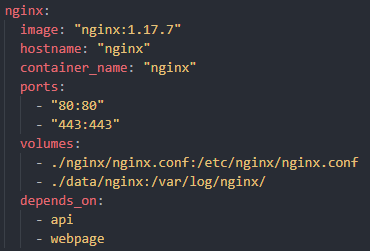 nginx:
  image: "nginx:1.17.7"
  hostname: "nginx"
  container_name: "nginx"
  ports:
    - "80:80"
    - "443:443"
  volumes:
    - ./nginx/nginx.conf:/etc/nginx/nginx.conf
    - ./data/nginx:/var/log/nginx/
  depends_on:
    - api
    - webpage